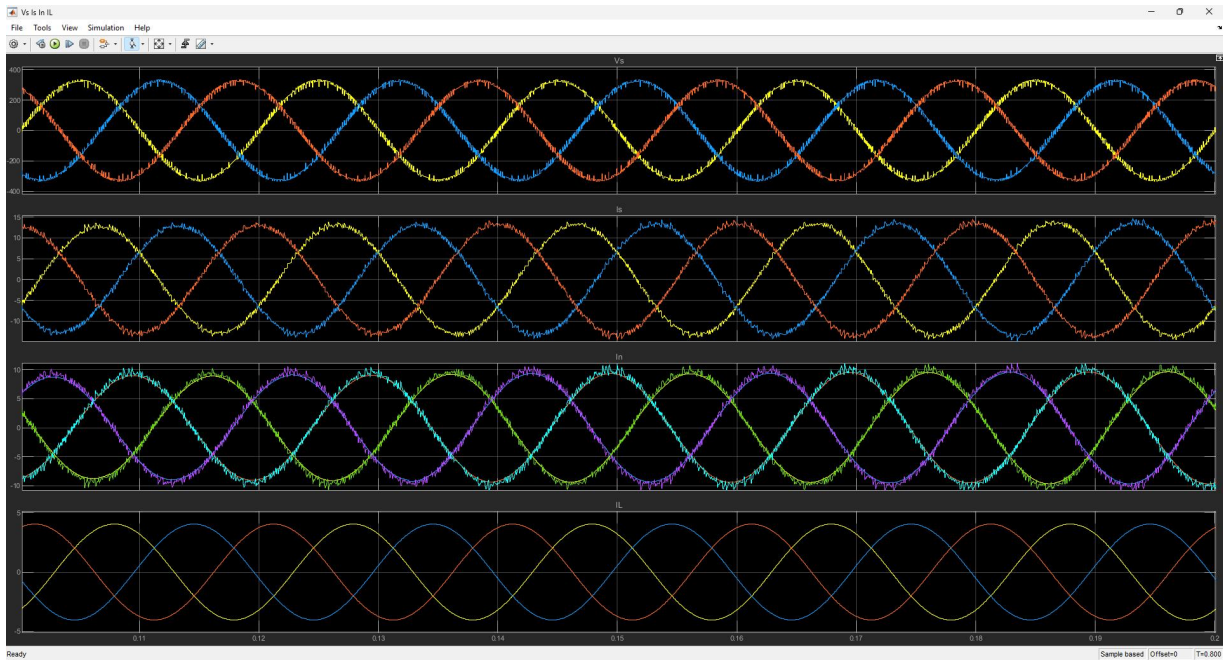 Vs Is In IL
File Tools View Simulation Help
Vs
400
200
0
-200
-400
Is
15
10
5
0
-5
-10
In
10
5
0
-5
-10
IL
5
0
-5
0.11 0.12 0.13 0.14 0.15 0.16 0.17 0.18 0.19 0.2
Ready Sample based Offset=0 T=0.800